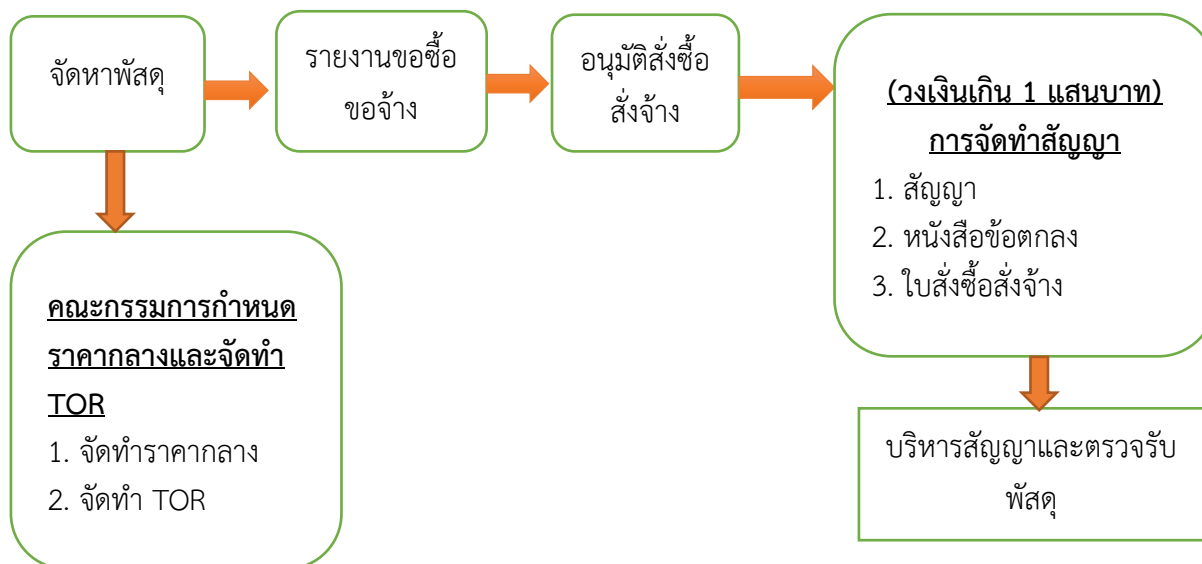 จัดหาพัสดุ
รายงานขอซื้อ
ขอจ้าง
อนุมัติสั่งซื้อ
สั่งจ้าง
(วงเงินเกิน 1 แสนบาท)
การจัดทำสัญญา
1. สัญญา
2. หนังสือข้อตกลง
3. ใบสั่งซื้อสั่งจ้าง
คณะกรรมการกำหนด
ราคากลางและจัดทำ
TOR
1. จัดทำราคากลาง
2. จัดทำ TOR
บริหารสัญญาและตรวจรับ
พัสดุ